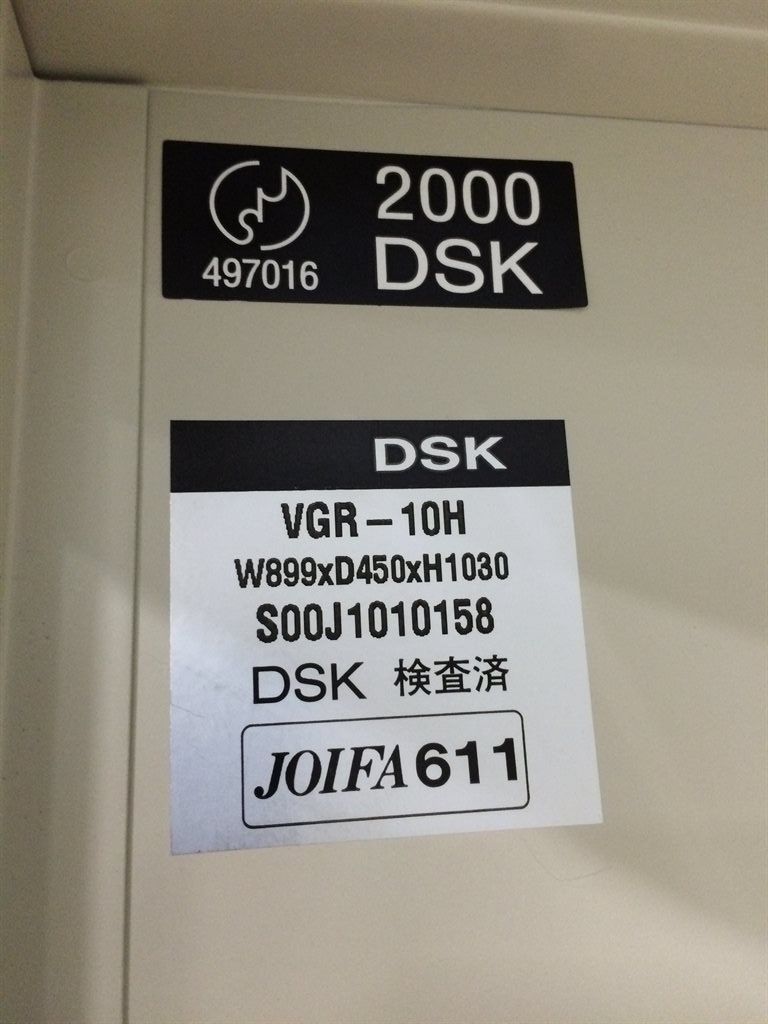 2000
497016
DSK
DSK
VGR-10H
W899xD450xH1030
S00J1010158
DSK 検査済
JOIFA611